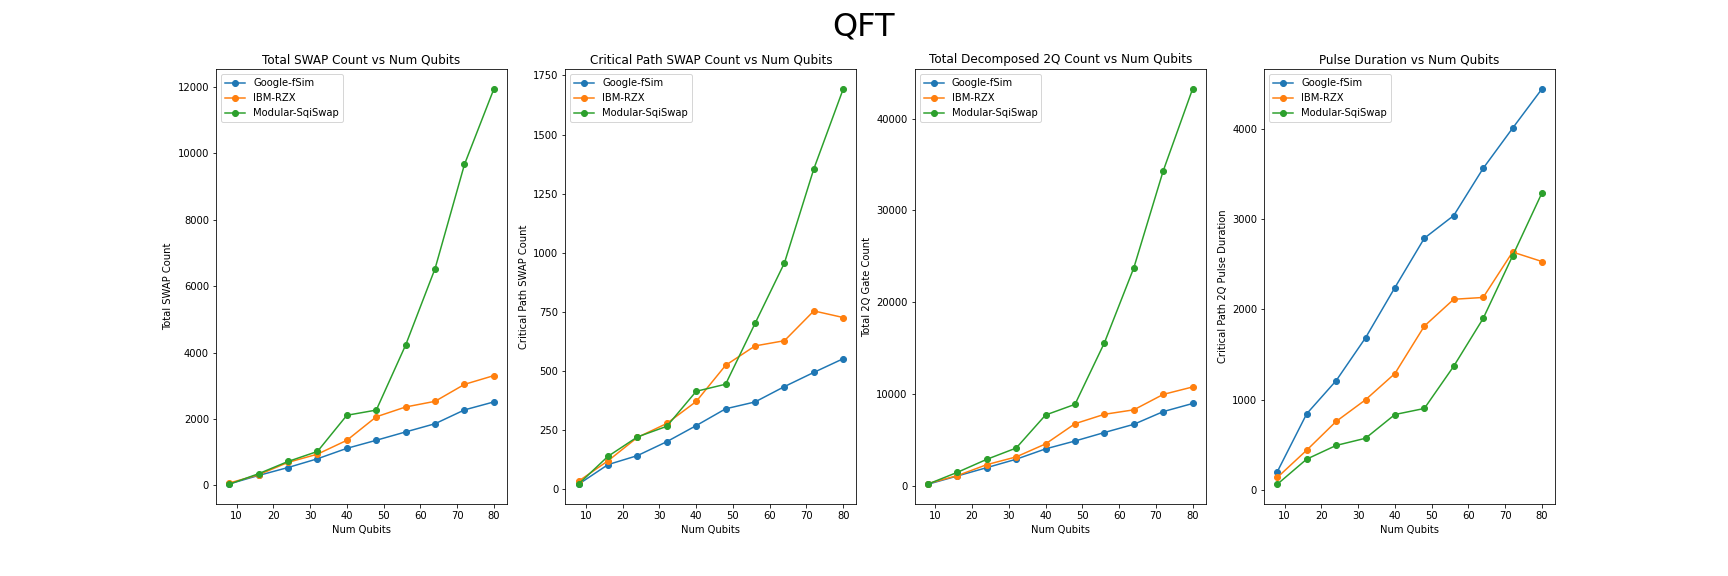 QFT
Total SWAP Count vs Num Qubits
Total SWAP Count
12000
10000
8000
6000
4000
2000
0
Google-fSim
IBM-RZX
Modular-SqiSwap
10 20 30 40 50 60 70 80
Num Qubits
Critical Path SWAP Count vs Num Qubits
Critical Path SWAP Count
1750
1500
1250
1000
750
500
250
0
Google-fSim
IBM-RZX
Modular-SqiSwap
10 20 30 40 50 60 70 80
Num Qubits
Total Decomposed 2Q Count vs Num Qubits
Total 2Q Gate Count
40000
30000
20000
10000
0
Google-fSim
IBM-RZX
Modular-SqiSwap
10 20 30 40 50 60 70 80
Num Qubits
Pulse Duration vs Num Qubits
Critical Path 2Q Pulse Duration
4000
3000
2000
1000
0
Google-fSim
IBM-RZX
Modular-SqiSwap
10 20 30 40 50 60 70 80
Num Qubits